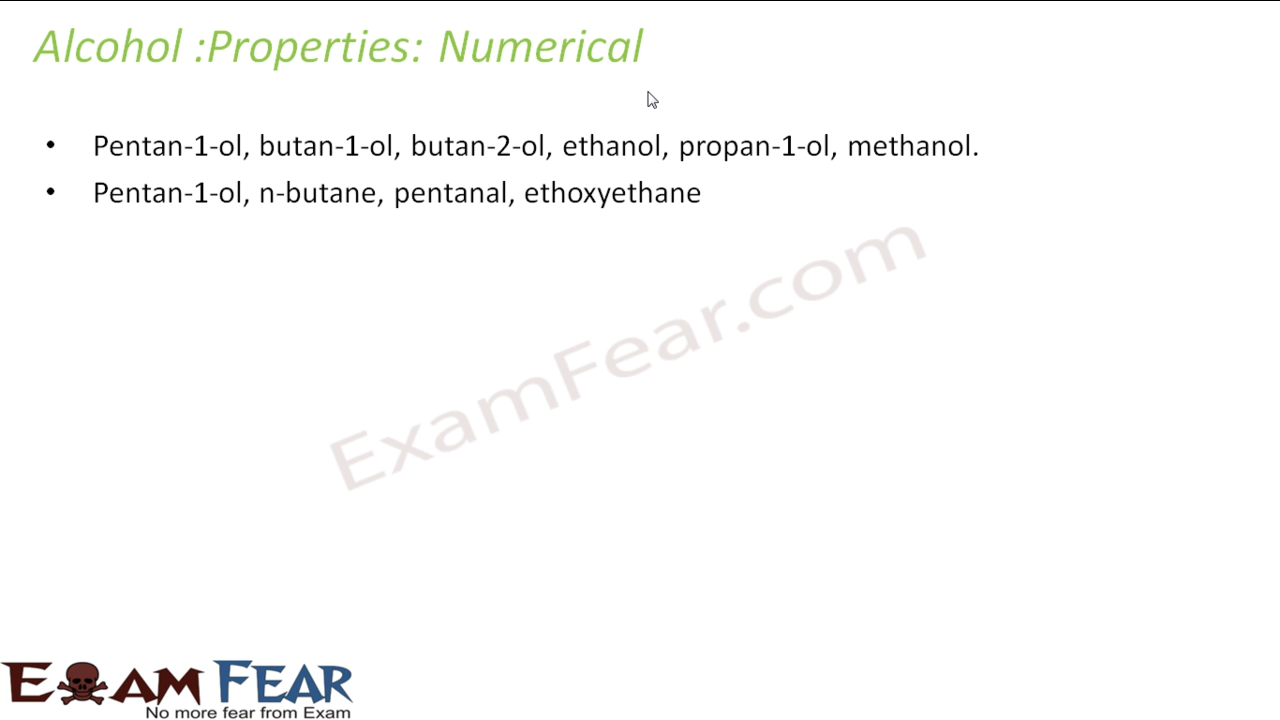 Alcohol :Properties: Numerical
• Pentan-1-ol, butan-1-ol, butan-2-ol, ethanol, propan-1-ol, methanol.
• Pentan-1-ol, n-butane, pentanal, ethoxyethane
ExamFear.com
EXAM FEAR
No more fear from Exam